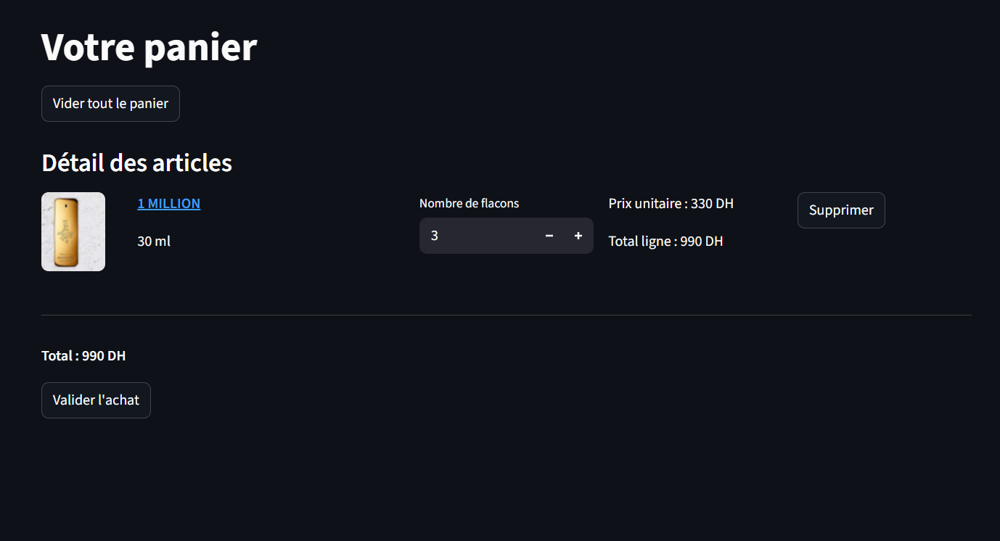 Votre panier
Vider tout le panier
Détail des articles
1 MILLION
30 ml
Nombre de flacons
3 − +
Prix unitaire : 330 DH
Total ligne : 990 DH
Supprimer
Total : 990 DH
Valider l'achat